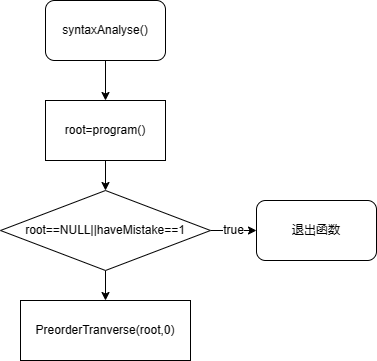 syntaxAnalyse()
root=program()
root==NULL||haveMistake==1
true
退出函数
PreorderTranverse(root,0)